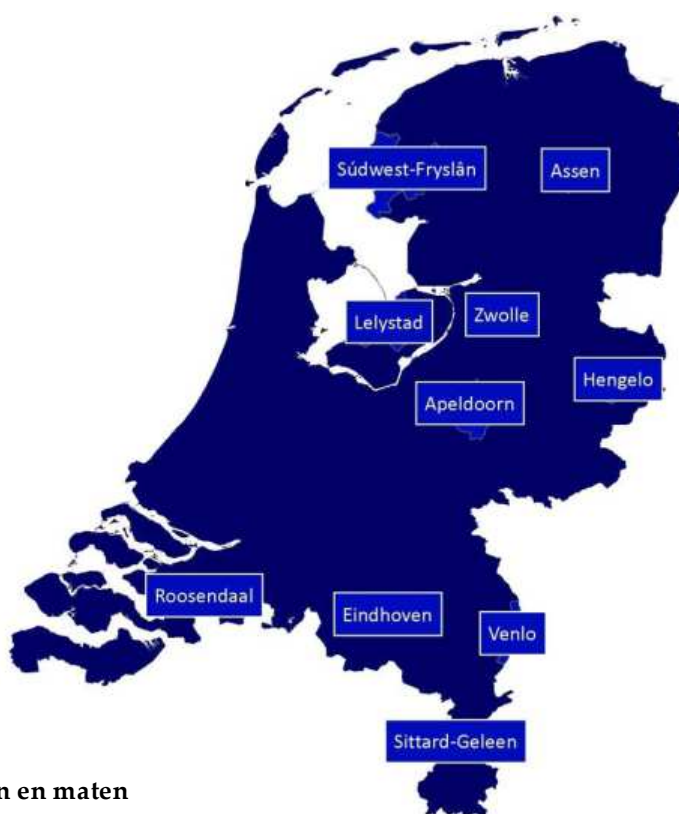 Súdwest-Fryslân
Assen
Lelystad
Zwolle
Hengelo
Apeldoorn
Roosendaal
Eindhoven
Venlo
Sittard-Geleen
n en maten